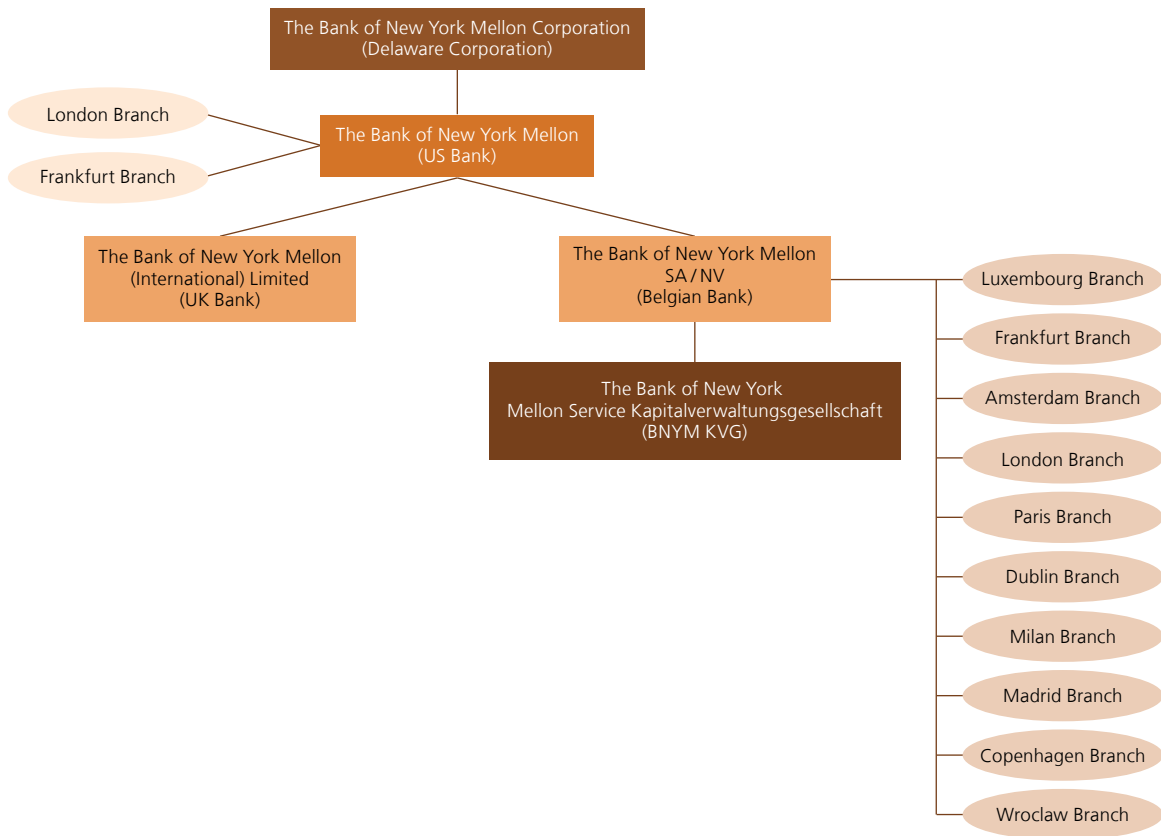 The Bank of New York Mellon Corporation
(Delaware Corporation)
London Branch
The Bank of New York Mellon
(US Bank)
Frankfurt Branch
The Bank of New York Mellon
(International) Limited
(UK Bank)
The Bank of New York Mellon
SA / NV
(Belgian Bank)
The Bank of New York
Mellon Service Kapitalverwaltungsgesellschaft
(BNYM KVG)
Luxembourg Branch
Frankfurt Branch
Amsterdam Branch
London Branch
Paris Branch
Dublin Branch
Milan Branch
Madrid Branch
Copenhagen Branch
Wroclaw Branch